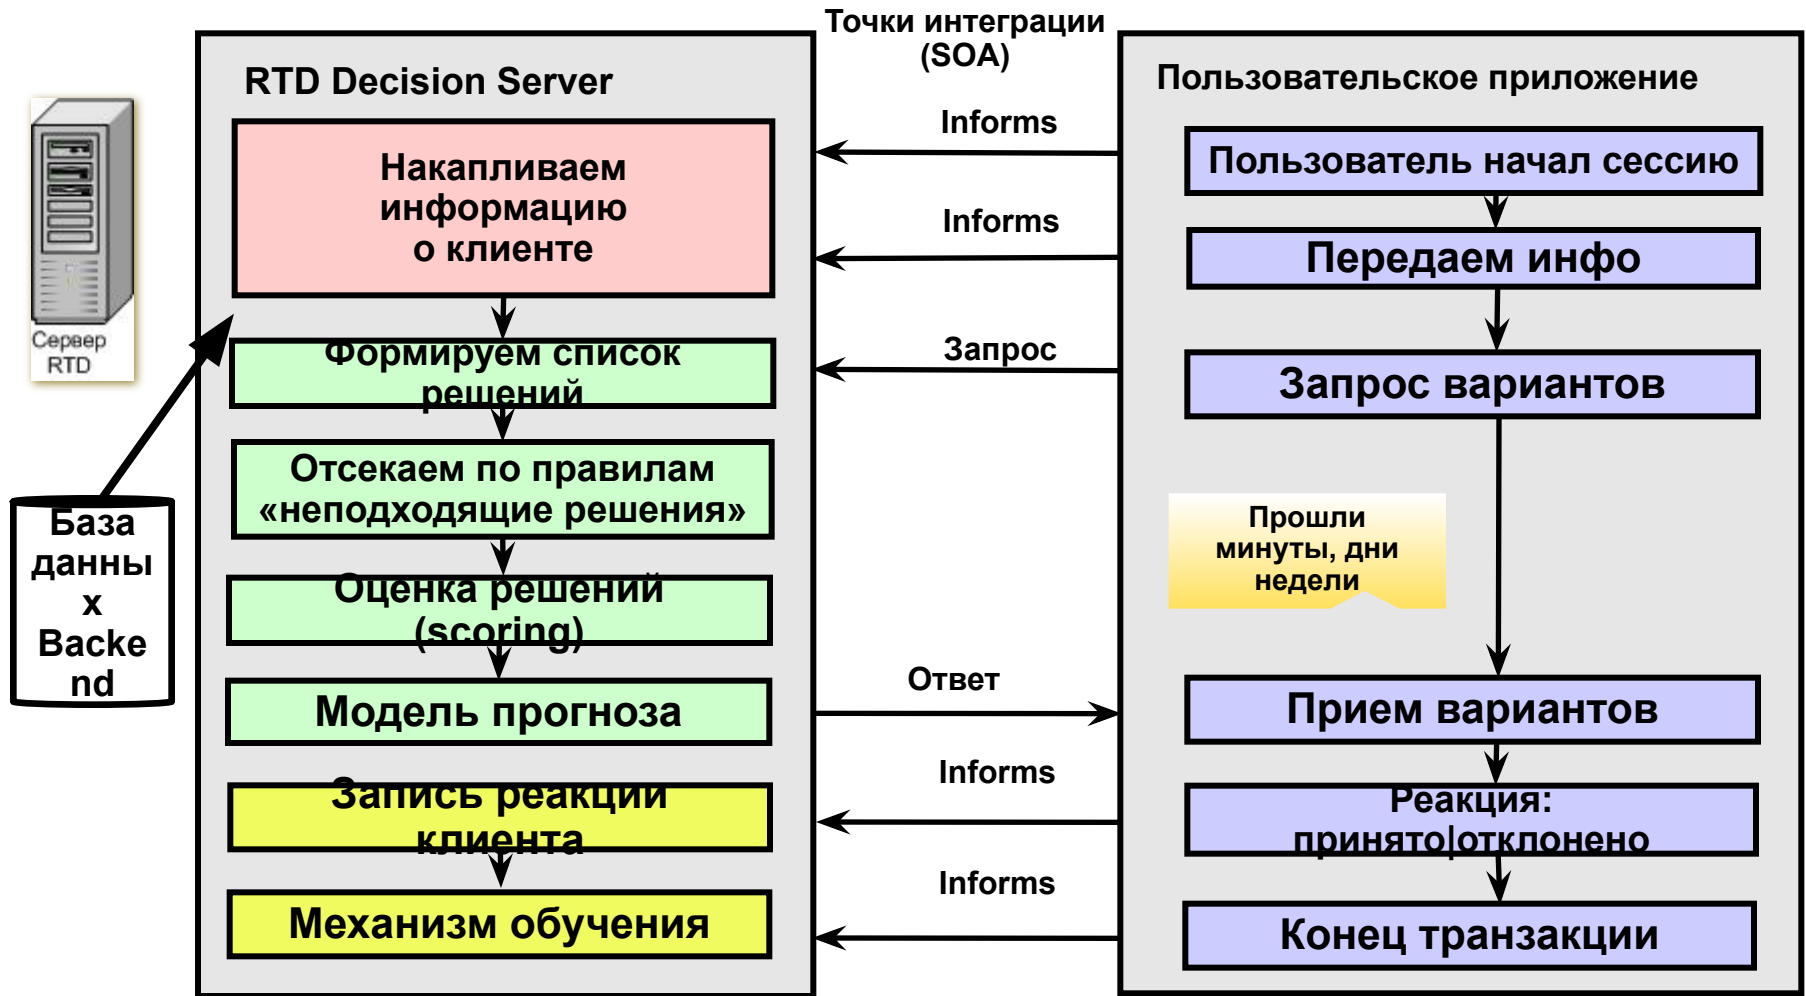 Точки интеграции
(SOA)
RTD Decision Server
Пользовательское приложение
Сервер
RTD
База
данны
х
Backe
nd
Накапливаем
информацию
о клиенте
Формируем список
решений
Отсекаем по правилам
«неподходящие решения»
Оценка решений
(scoring)
Модель прогноза
Запись реакции
клиента
Механизм обучения
Informs
Informs
Запрос
Ответ
Informs
Informs
Пользователь начал сессию
Передаем инфо
Запрос вариантов
Прошли
минуты, дни
недели
Прием вариантов
Реакция:
принято|отклонено
Конец транзакции